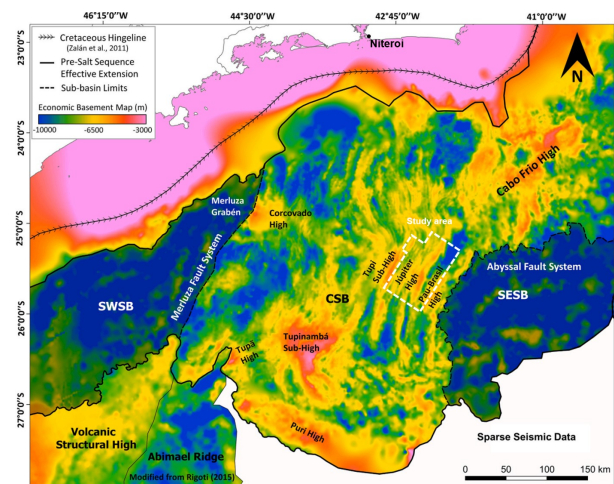 46°15'0"W
44°30'0"W
42°45'0"W
41°0'0"W
23°0'0"S
24°0'0"S
25°0'0"S
26°0'0"S
27°0'0"S
Cretaceous Hingeline
(Zalán et al., 2011)
Pre-Salt Sequence
Effective Extension
Sub-basin Limits
Economic Basement Map (m)
-10000 -6500 -3000
Niteroi
N
Cabo Frio High
Merluza
Grabén
Corcovado
High
Study area
Merluza Fault System
Tupi
Sub-High
Júpiter
High
Pau-Brasil
High
Abyssal Fault System
SWSB
CSB
SESB
Tupinambá
Sub-High
Tupã
High
Puri High
Volcanic
Structural High
Abimael Ridge
Modified from Rigoti (2015)
Sparse Seismic Data
0 50 100 150 km